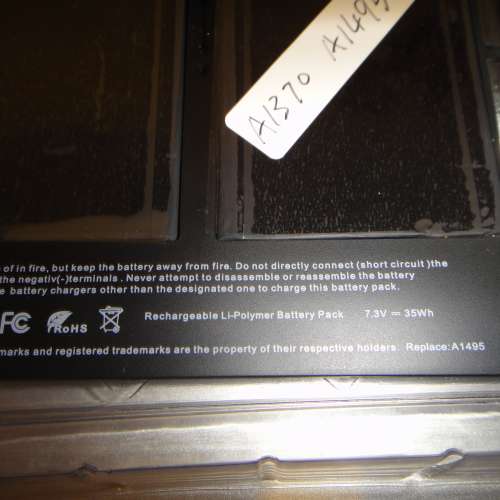 A1370 A1495
e of in fire, but keep the battery away from fire. Do not directly connect (short circuit )the
the negativ(-)terminals . Never attempt to disassemble or reassemble the battery
e battery chargers other than the designated one to charge this battery pack.
FC RoHS Rechargeable Li-Polymer Battery Pack 7.3V ⎓ 35Wh
marks and registered trademarks are the property of their respective holders. Replace:A1495